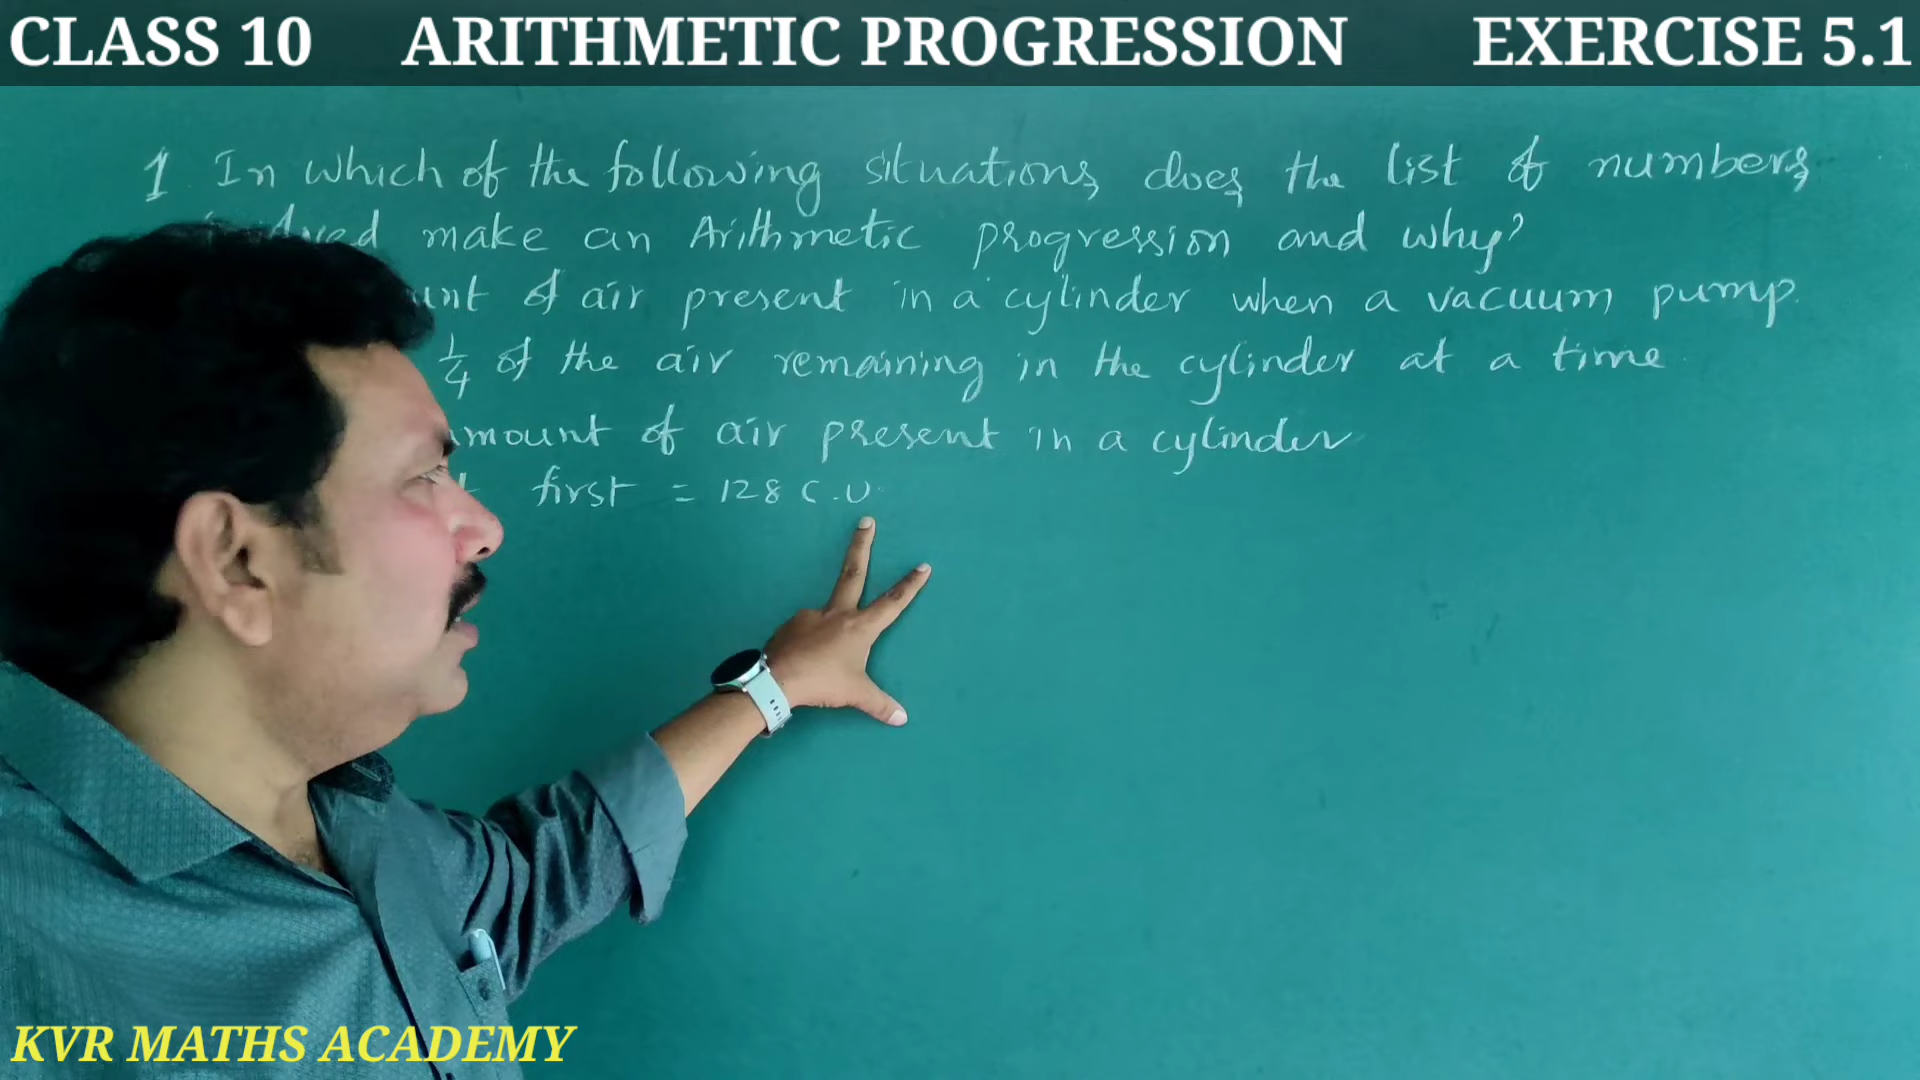 CLASS 10 ARITHMETIC PROGRESSION EXERCISE 5.1
1 In which of the following situations does the list of numbers
make an Arithmetic progression and why?
of air present in a cylinder when a vacuum pump
1/4 of the air remaining in the cylinder at a time
amount of air present in a cylinder
first = 128 C.U
KVR MATHS ACADEMY